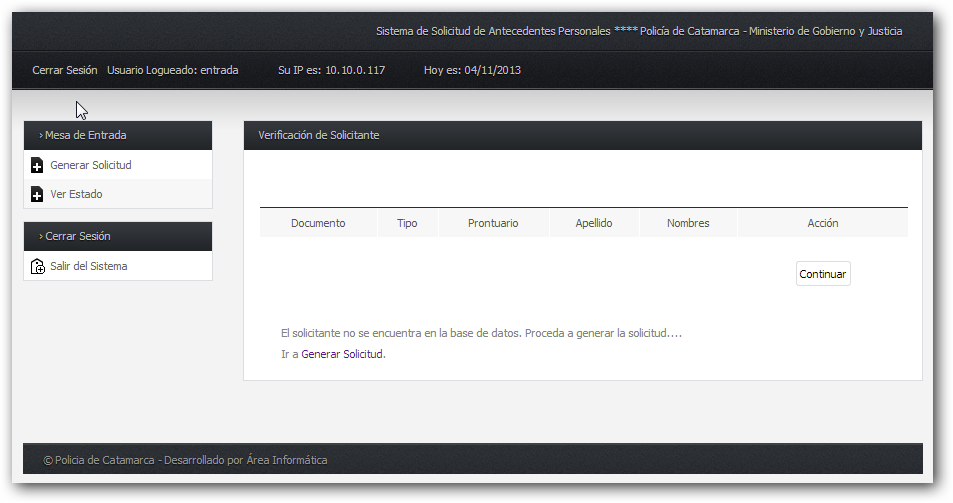 Sistema de Solicitud de Antecedentes Personales **** Policía de Catamarca - Ministerio de Gobierno y Justicia
Cerrar Sesión Usuario Logueado: entrada Su IP es: 10.10.0.117 Hoy es: 04/11/2013
› Mesa de Entrada
Generar Solicitud
Ver Estado
› Cerrar Sesión
Salir del Sistema
Verificación de Solicitante
Documento Tipo Prontuario Apellido Nombres Acción
Continuar
El solicitante no se encuentra en la base de datos. Proceda a generar la solicitud....
Ir a Generar Solicitud.
© Policia de Catamarca - Desarrollado por Área Informática